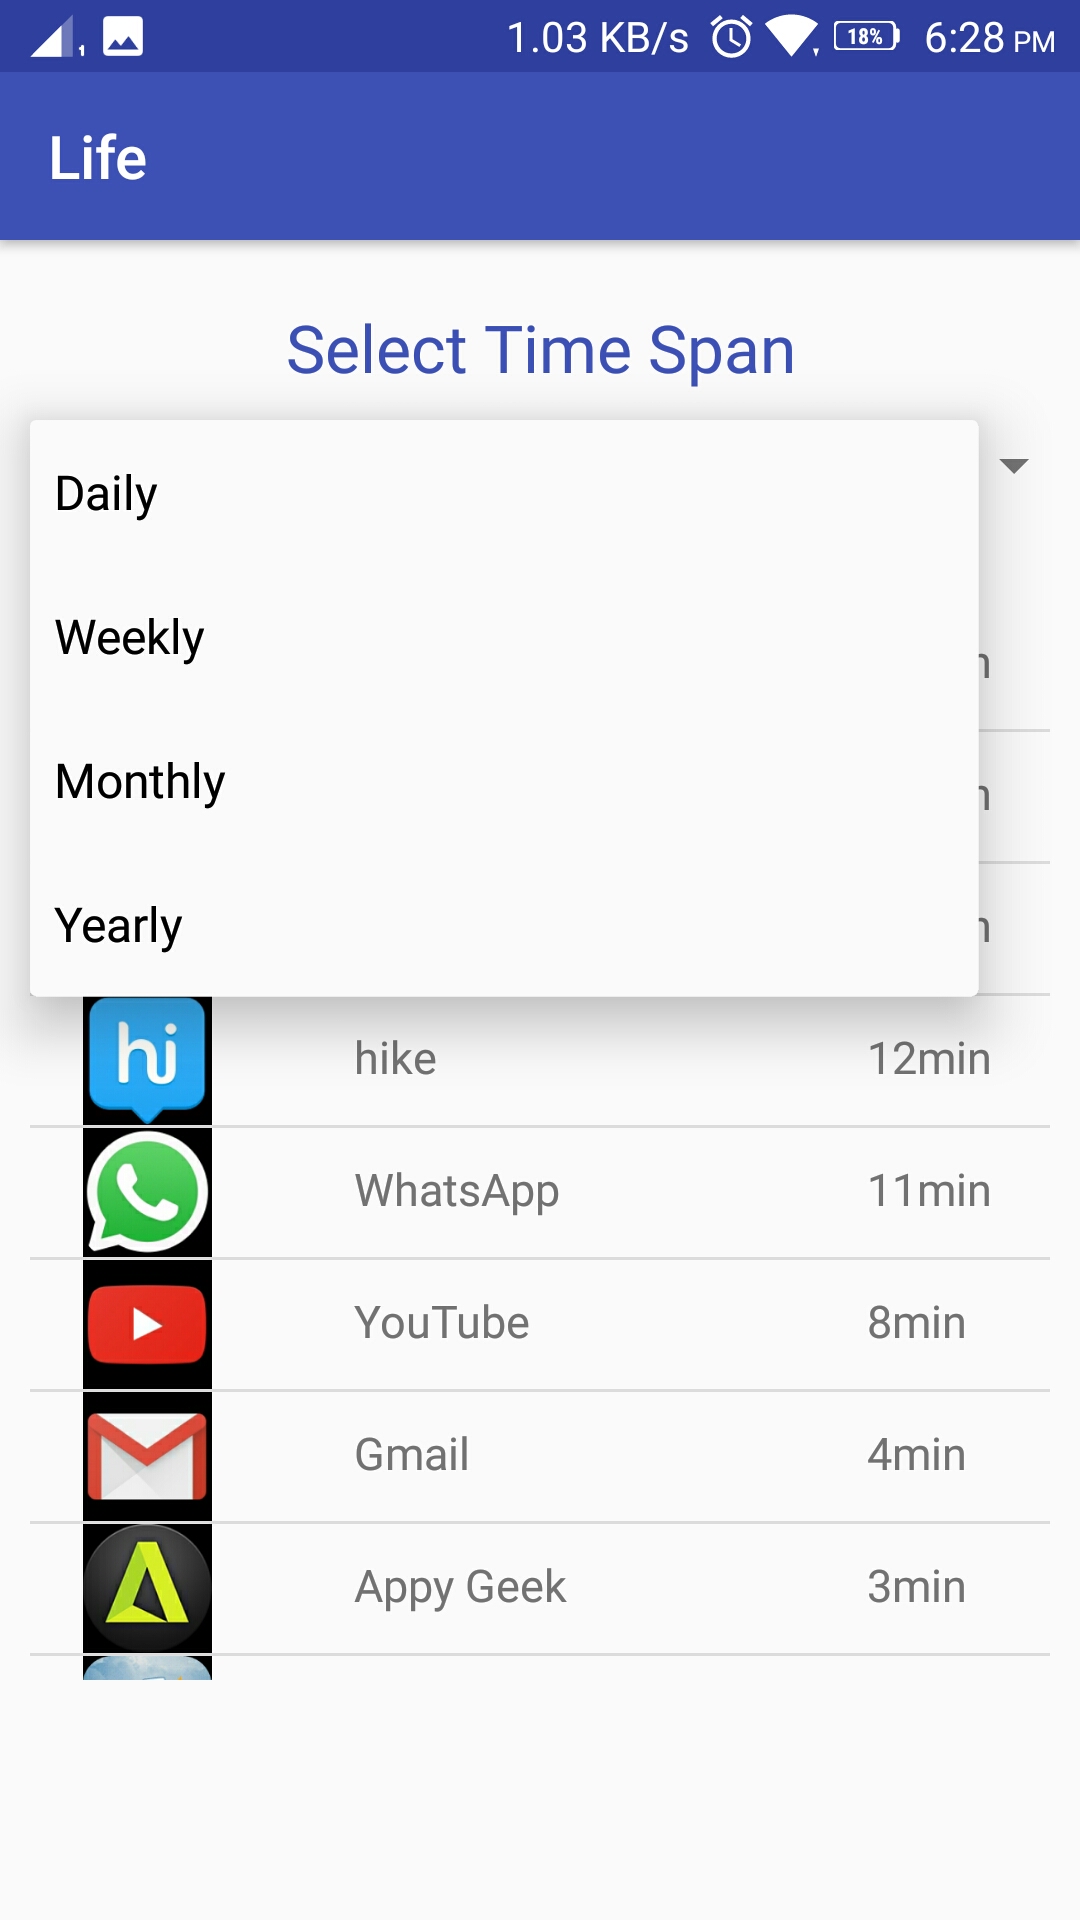 1 1.03 KB/s 18% 6:28 PM
Life
Select Time Span
Daily
Weekly
Monthly
Yearly
hi hike 12min
WhatsApp 11min
YouTube 8min
Gmail 4min
Appy Geek 3min